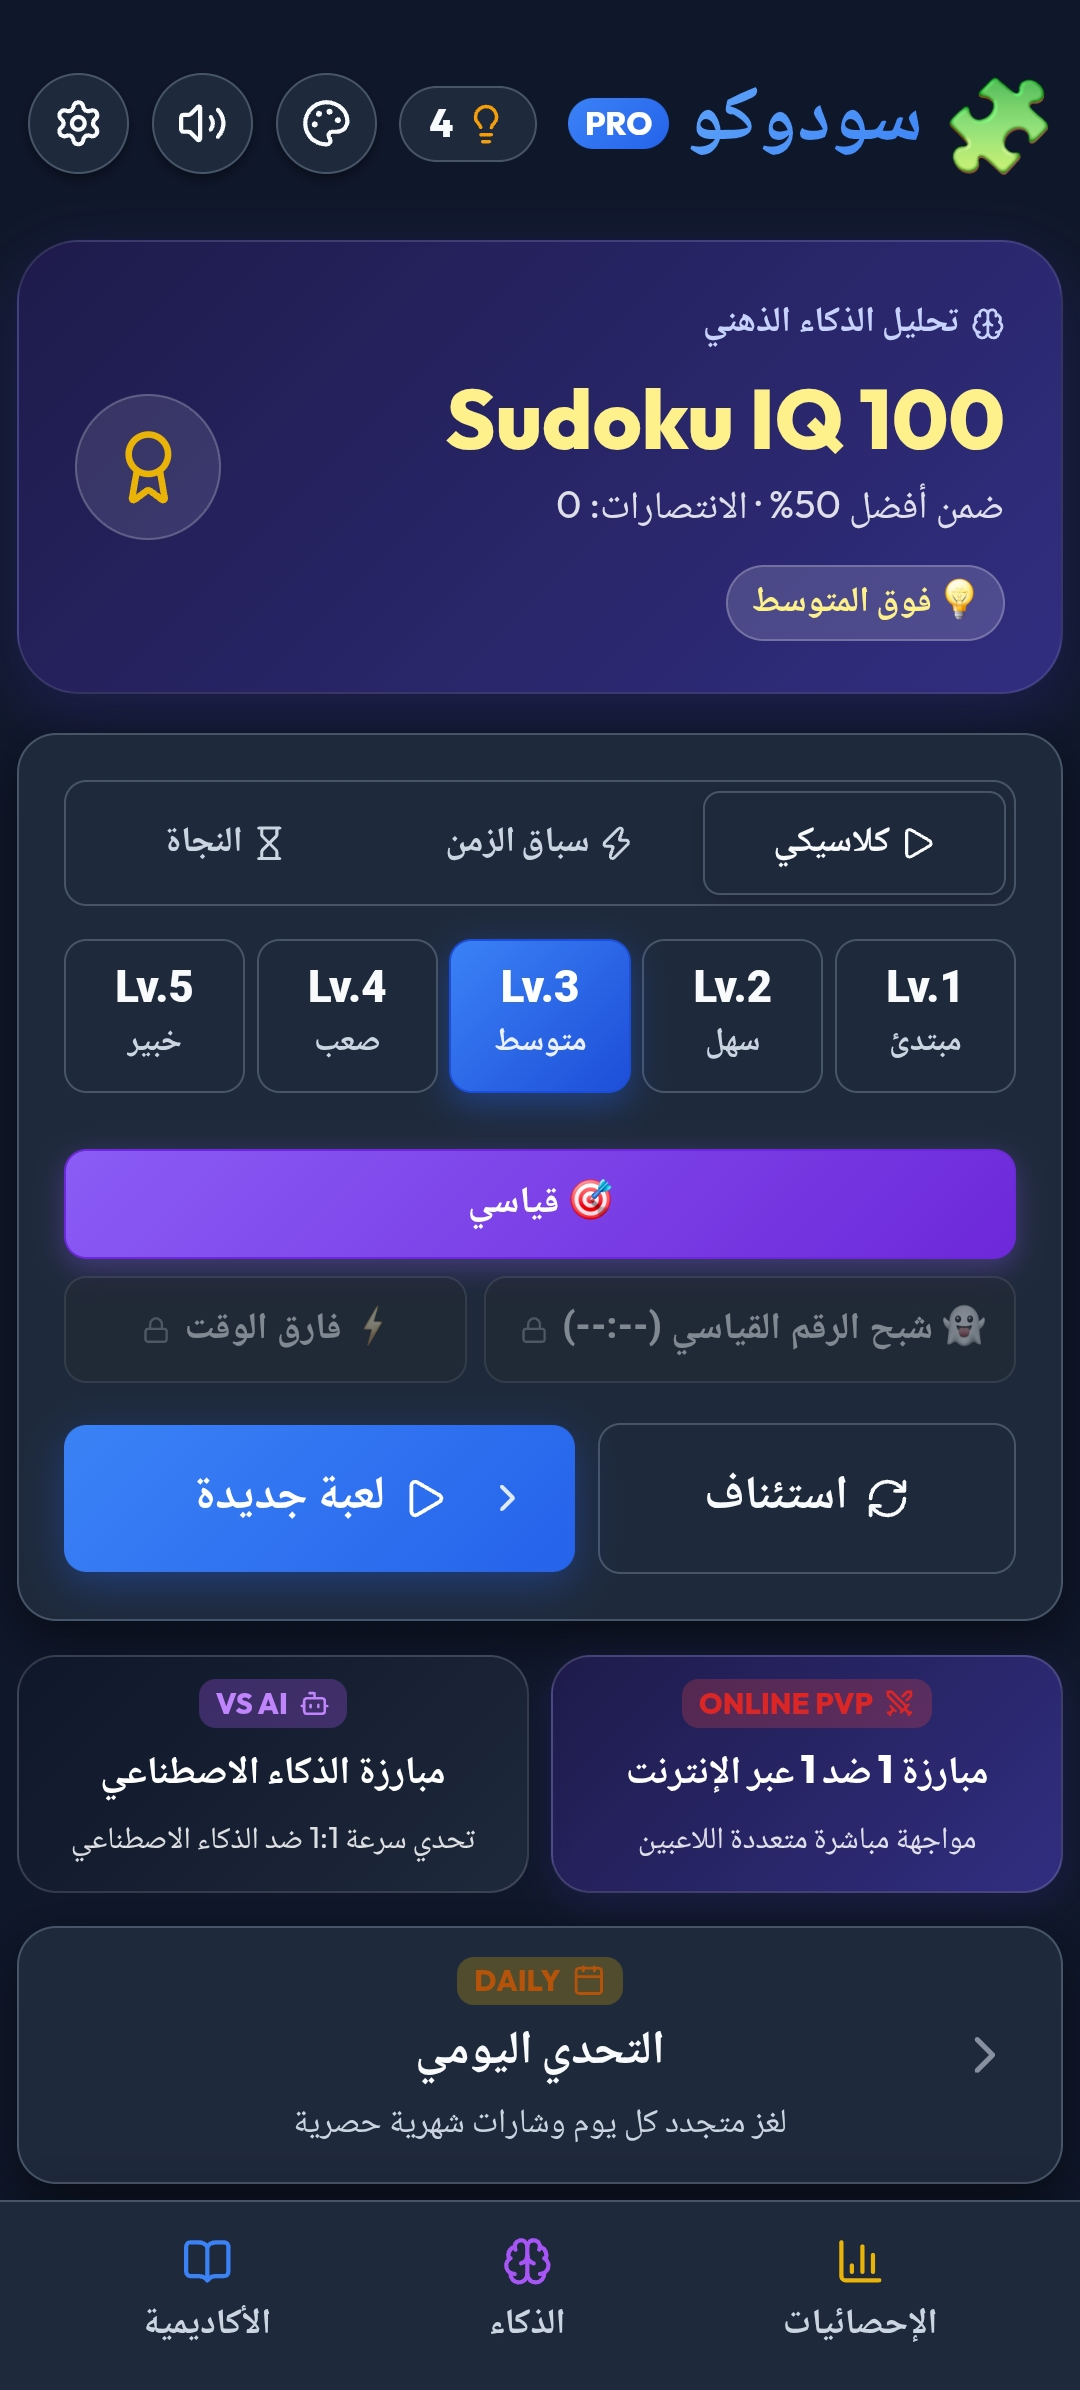 سودوكو PRO 4
تحليل الذكاء الذهني
Sudoku IQ 100
ضمن أفضل 50% · الانتصارات: 0
فوق المتوسط
كلاسيكي سباق الزمن النجاة
Lv.1 Lv.2 Lv.3 Lv.4 Lv.5
مبتدئ سهل متوسط صعب خبير
قياسي
شبح الرقم القياسي (--:--) فارق الوقت
استئناف لعبة جديدة
ONLINE PVP VS AI
مبارزة 1 ضد 1 عبر الإنترنت مبارزة الذكاء الاصطناعي
مواجهة مباشرة متعددة اللاعبين تحدي سرعة 1:1 ضد الذكاء الاصطناعي
DAILY
التحدي اليومي
لغز متجدد كل يوم وشارات شهرية حصرية
الإحصائيات الذكاء الأكاديمية